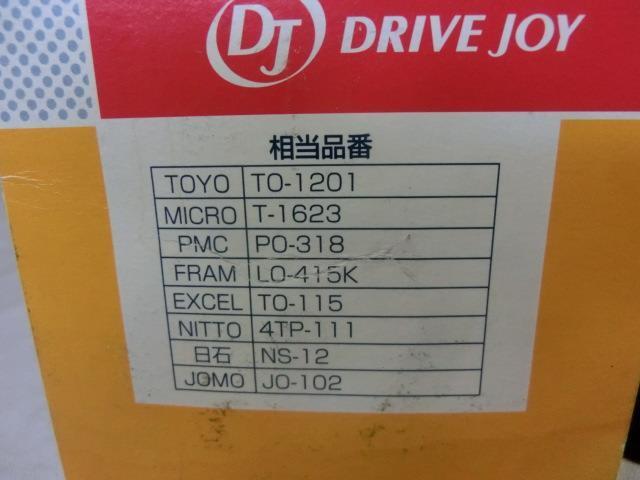 DJ DRIVE JOY
相当品番
TOYO TO-1201
MICRO T-1623
PMC PO-318
FRAM LO-415K
EXCEL TO-115
NITTO 4TP-111
日石 NS-12
JOMO JO-102